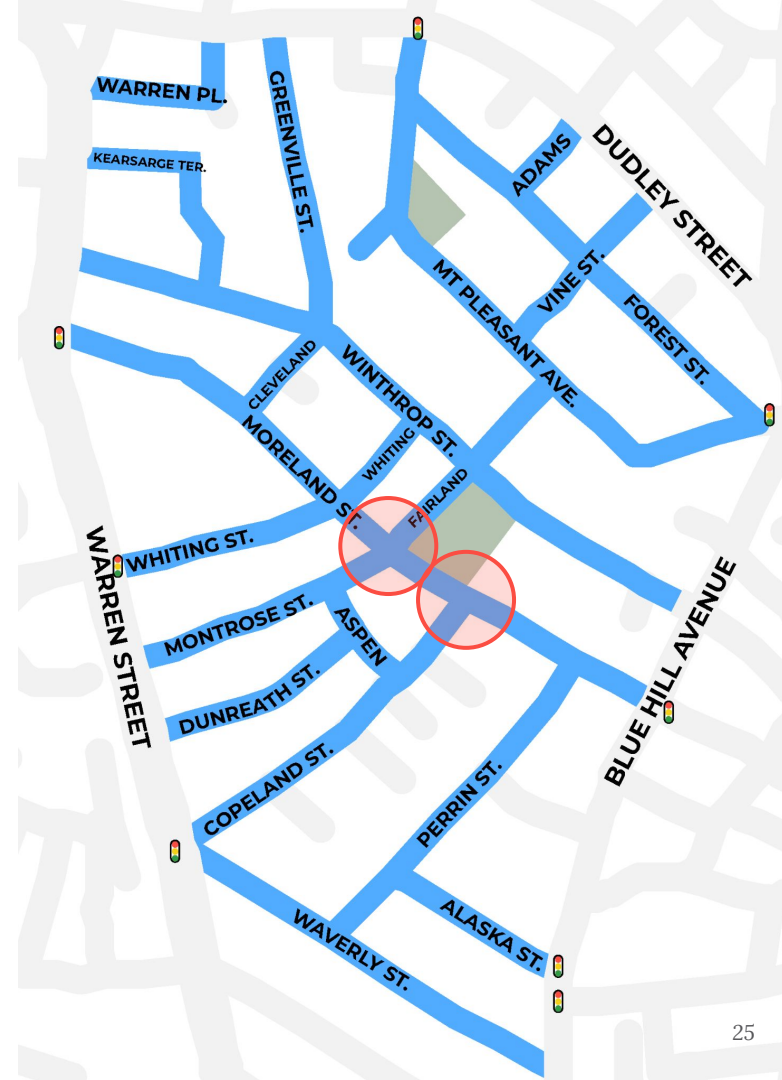 WARREN PL.
GREENVILLE ST.
KEARSARGE TER.
ADAMS
DUDLEY STREET
VINE ST.
MT PLEASANT AVE.
FOREST ST.
CLEVELAND
WINTHROP ST.
MORELAND ST.
WHITING
FAIRLAND
WHITING ST.
WARREN STREET
MONTROSE ST.
ASPEN
DUNREATH ST.
BLUE HILL AVENUE
COPELAND ST.
PERRIN ST.
ALASKA ST.
WAVERLY ST.
25